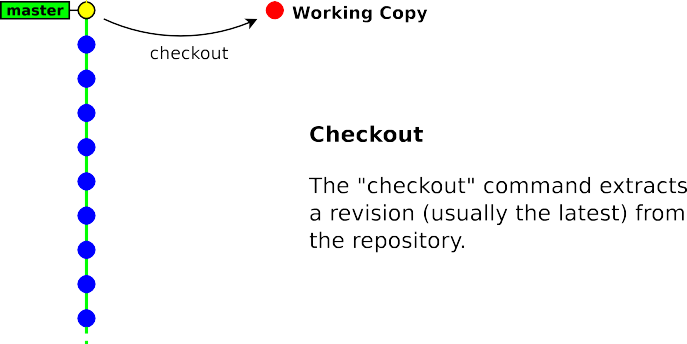 master
Working Copy
checkout
Checkout
The "checkout" command extracts
a revision (usually the latest) from
the repository.